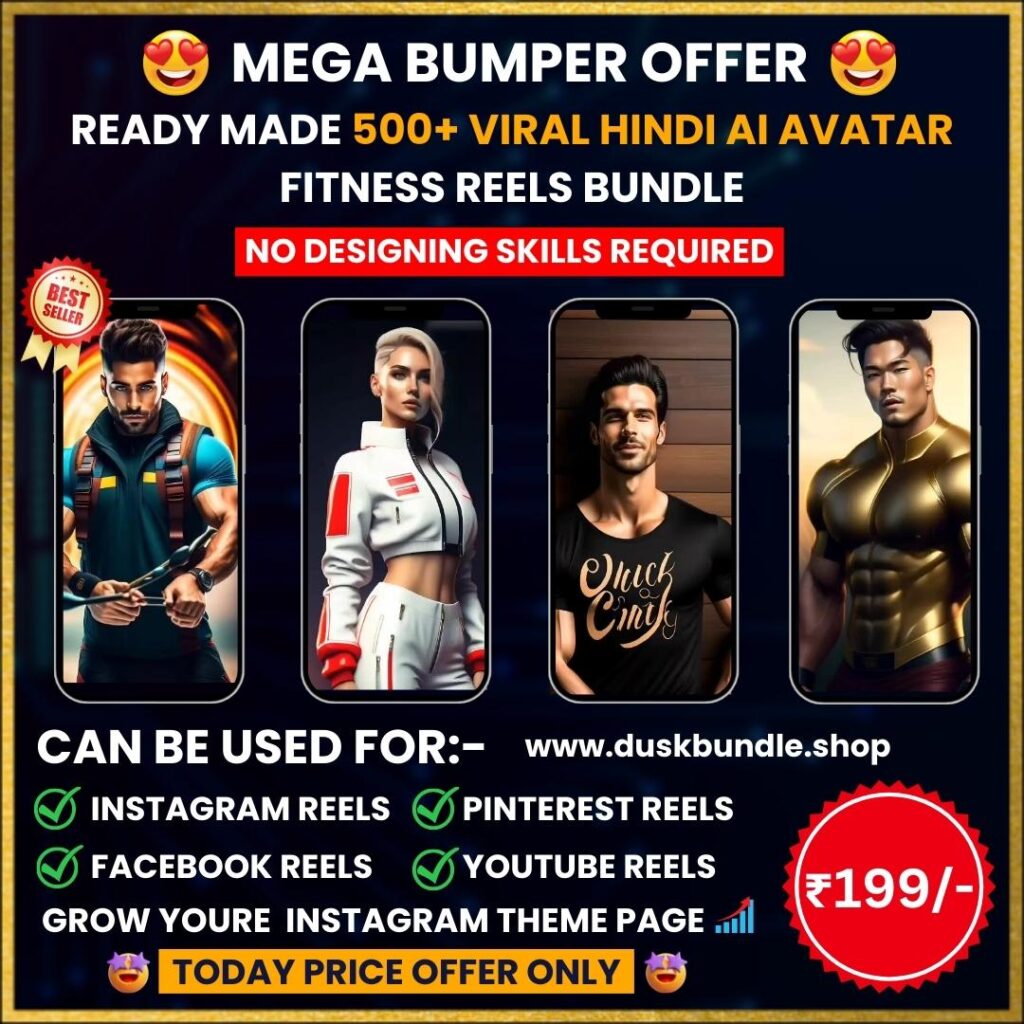 MEGA BUMPER OFFER
READY MADE 500+ VIRAL HINDI AI AVATAR
FITNESS REELS BUNDLE
NO DESIGNING SKILLS REQUIRED
BEST
SELLER
CAN BE USED FOR:-
www.duskbundle.shop
INSTAGRAM REELS
PINTEREST REELS
FACEBOOK REELS
YOUTUBE REELS
GROW YOURE INSTAGRAM THEME PAGE
₹199/-
TODAY PRICE OFFER ONLY